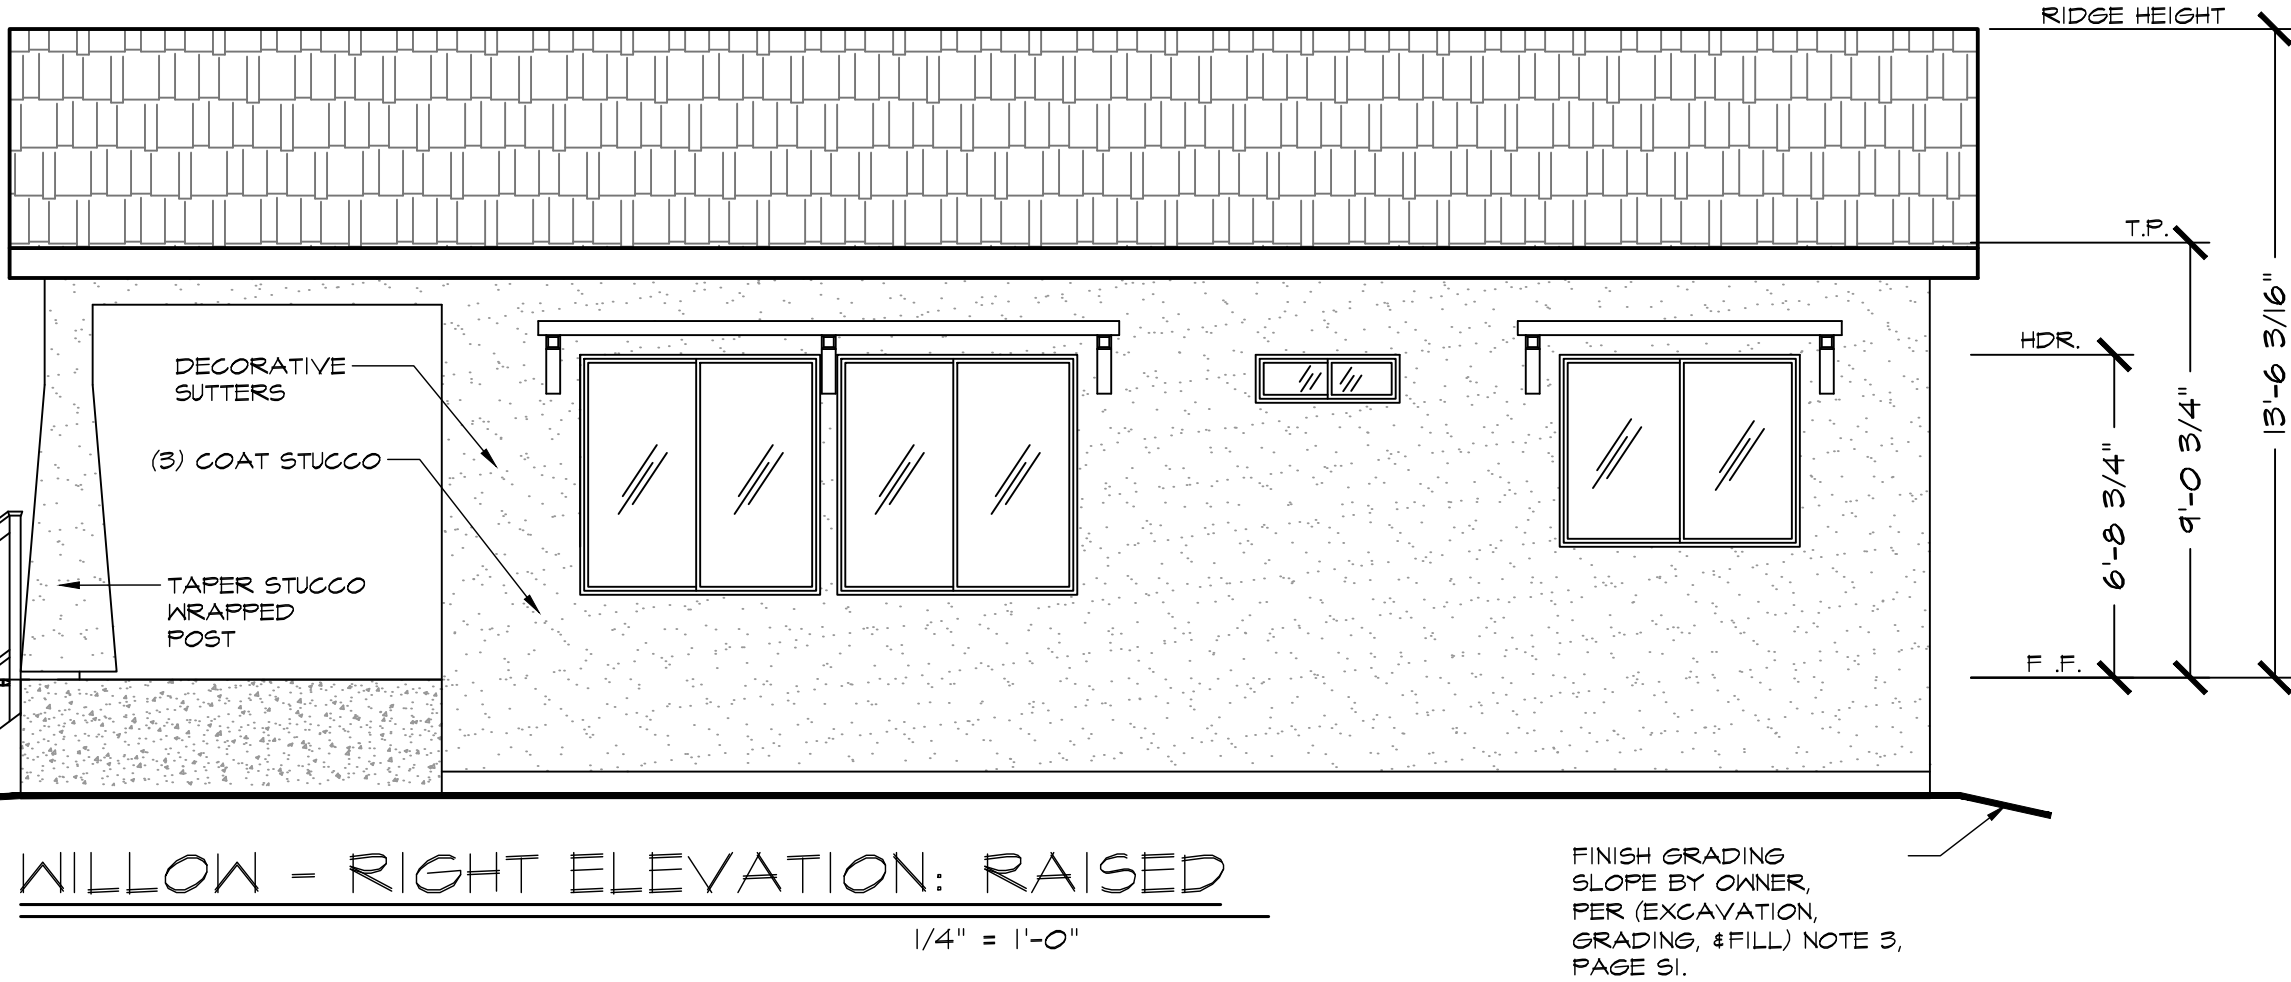 RIDGE HEIGHT
T.P.
13'-6 3/16"
HDR.
9'-0 3/4"
6'-8 3/4"
F .F.
DECORATIVE
SUTTERS
(3) COAT STUCCO
TAPER STUCCO
WRAPPED
POST
WILLOW - RIGHT ELEVATION: RAISED
1/4" = 1'-0"
FINISH GRADING
SLOPE BY OWNER,
PER (EXCAVATION,
GRADING, &FILL) NOTE 3,
PAGE S1.